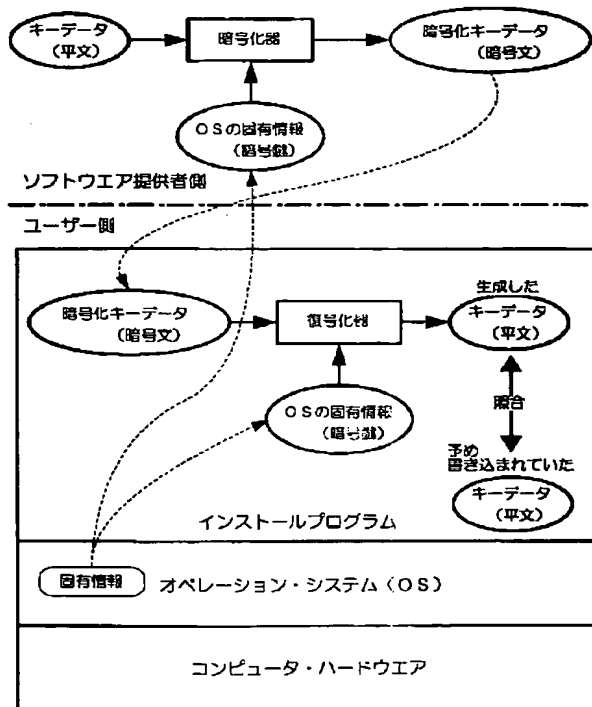 キーデータ
（平文）
暗号化器
暗号化キーデータ
（暗号文）
ＯＳの固有情報
（暗号鍵）
ソフトウエア提供者側
ユーザー側
暗号化キーデータ
（暗号文）
復号化器
生成した
キーデータ
（平文）
ＯＳの固有情報
（暗号鍵）
照合
予め
書き込まれていた
キーデータ
（平文）
インストールプログラム
固有情報
オペレーション・システム（ＯＳ）
コンピュータ・ハードウエア